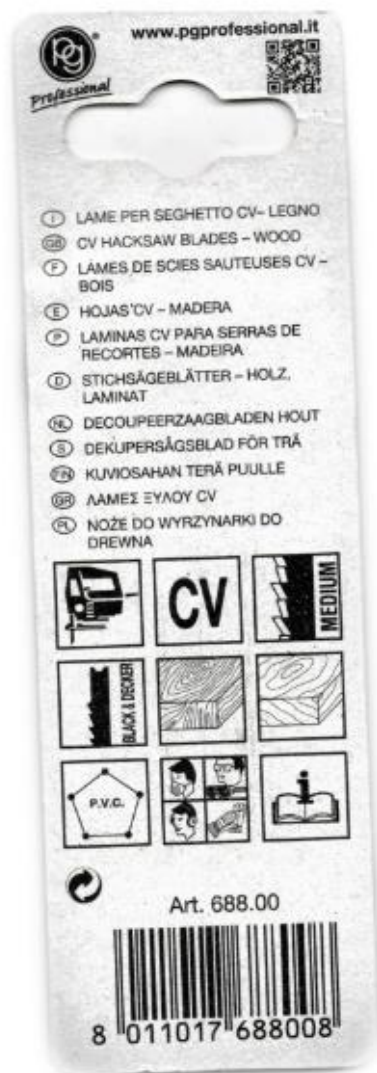 www.pgprofessional.it
pg ®
Professional
I LAME PER SEGHETTO CV– LEGNO
GB CV HACKSAW BLADES – WOOD
F LAMES DE SCIES SAUTEUSES CV –
BOIS
E HOJAS CV – MADERA
P LAMINAS CV PARA SERRAS DE
RECORTES – MADEIRA
D STICHSÄGEBLÄTTER – HOLZ,
LAMINAT
NL DECOUPEERZAAGBLADEN HOUT
S DEKUPERSÅGSBLAD FÖR TRÄ
FIN KUVIOSAHAN TERÄ PUULLE
GR ΛΑΜΕΣ ΞΥΛΟΥ CV
PL NOŻE DO WYRZYNARKI DO
DREWNA
CV
MEDIUM
BLACK & DECKER
P.V.C.
i
Art. 688.00
8 011017 688008